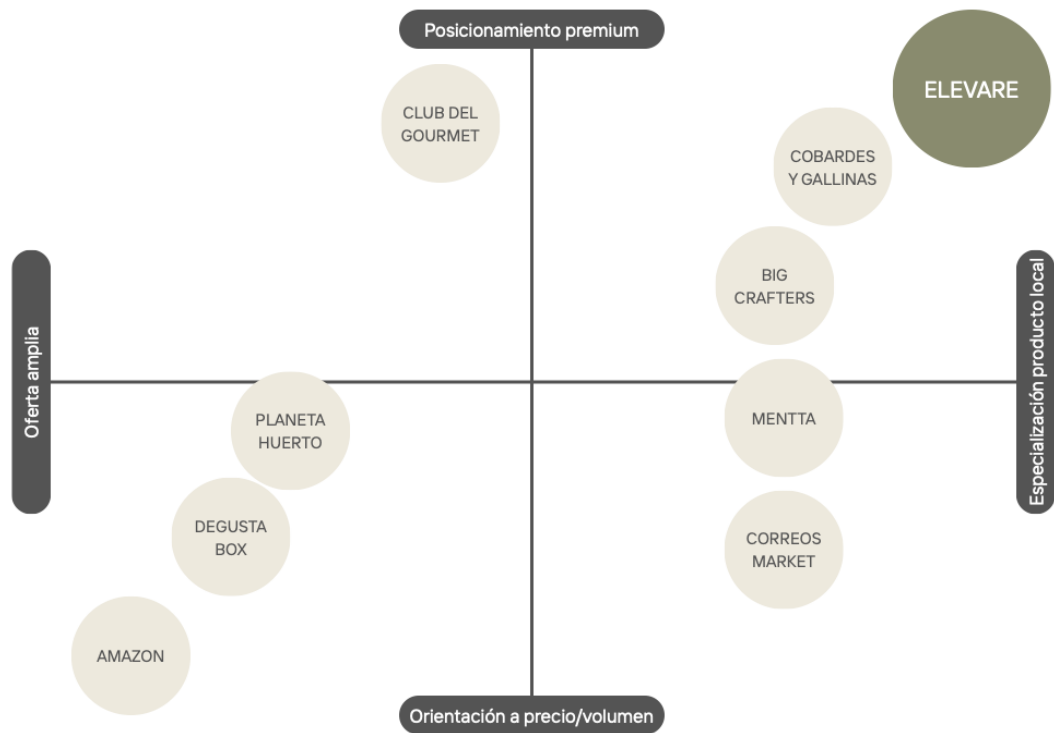 Posicionamiento premium
ELEVARE
CLUB DEL
GOURMET
COBARDES
Y GALLINAS
BIG
CRAFTERS
Oferta amplia
Especialización producto local
PLANETA
HUERTO
MENTTA
DEGUSTA
BOX
CORREOS
MARKET
AMAZON
Orientación a precio/volumen